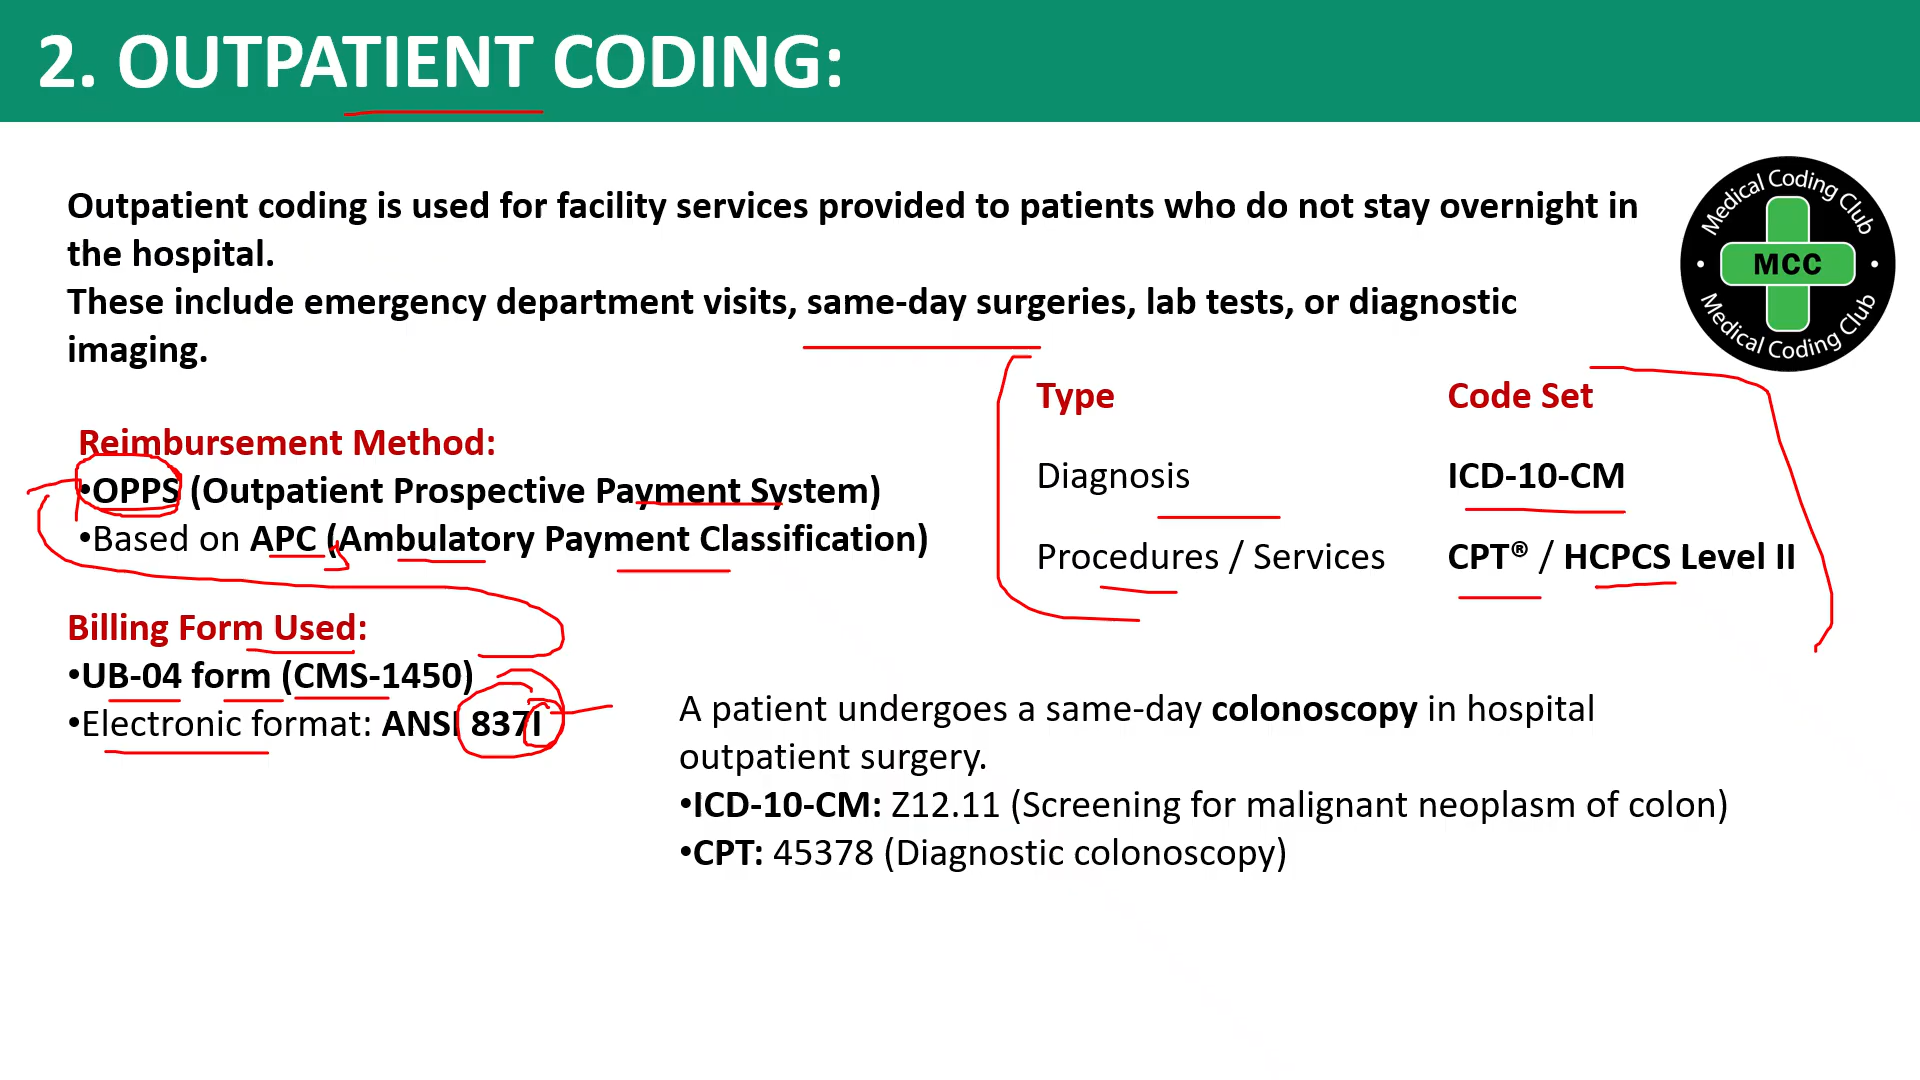 2. OUTPATIENT CODING:
Outpatient coding is used for facility services provided to patients who do not stay overnight in
the hospital.
These include emergency department visits, same-day surgeries, lab tests, or diagnostic
imaging.
Medical Coding Club
MCC
Medical Coding Club
Reimbursement Method:
•OPPS (Outpatient Prospective Payment System)
•Based on APC (Ambulatory Payment Classification)
Billing Form Used:
•UB-04 form (CMS-1450)
•Electronic format: ANSI 837I
Type Code Set
Diagnosis ICD-10-CM
Procedures / Services CPT® / HCPCS Level II
A patient undergoes a same-day colonoscopy in hospital
outpatient surgery.
•ICD-10-CM: Z12.11 (Screening for malignant neoplasm of colon)
•CPT: 45378 (Diagnostic colonoscopy)